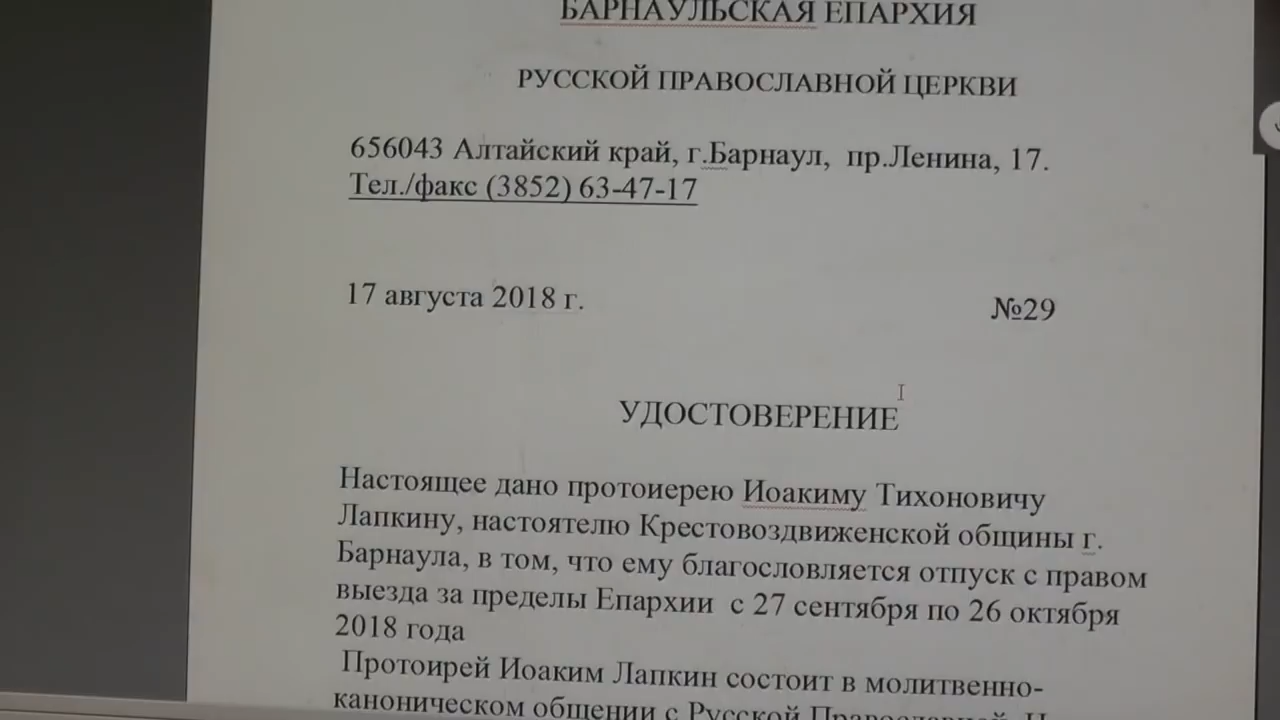 БАРНАУЛЬСКАЯ ЕПАРХИЯ
РУССКОЙ ПРАВОСЛАВНОЙ ЦЕРКВИ
656043 Алтайский край, г.Барнаул, пр.Ленина, 17.
Тел./факс (3852) 63-47-17
17 августа 2018 г.
№29
УДОСТОВЕРЕНИЕ
Настоящее дано протоиерею Иоакиму Тихоновичу
Лапкину, настоятелю Крестовоздвиженской общины г.
Барнаула, в том, что ему благословляется отпуск с правом
выезда за пределы Епархии с 27 сентября по 26 октября
2018 года
Протоирей Иоаким Лапкин состоит в молитвенно-
каноническом общении с Русской Православной